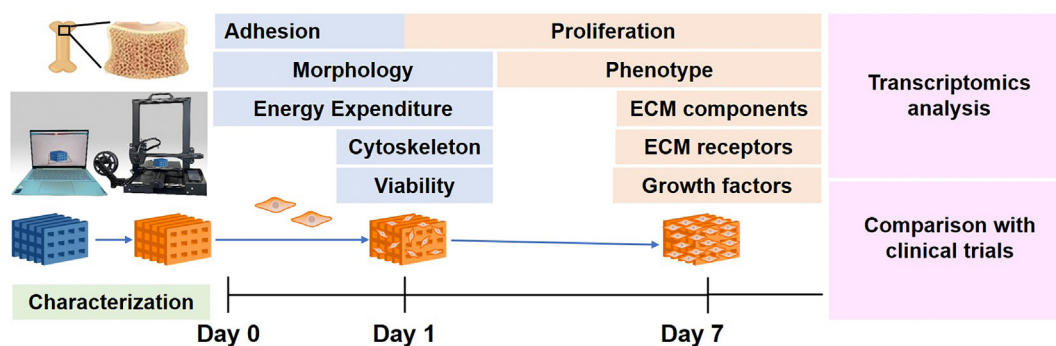 Adhesion
Proliferation
Morphology
Phenotype
Energy Expenditure
ECM components
Cytoskeleton
ECM receptors
Viability
Growth factors
Transcriptomics
analysis
Comparison with
clinical trials
Characterization
Day 0
Day 1
Day 7